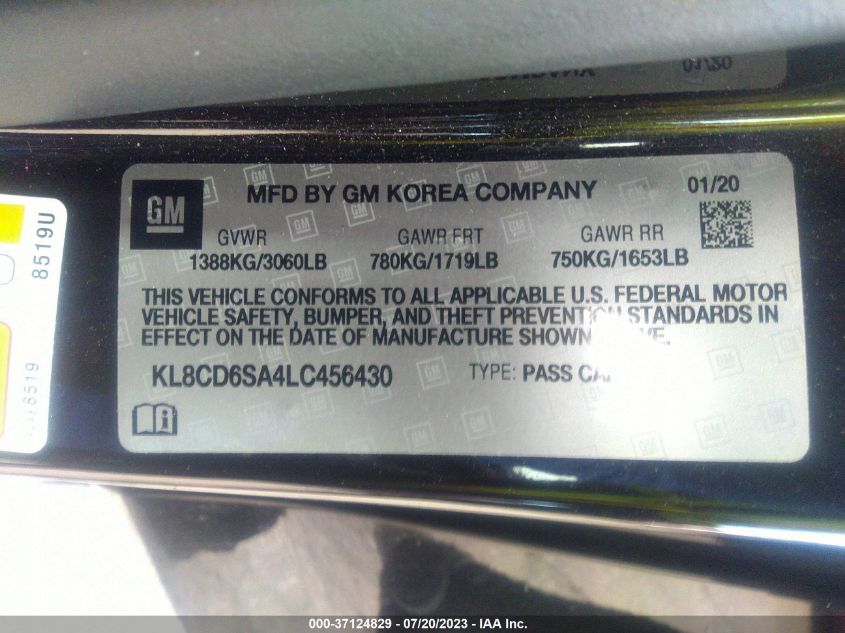 01/20
GM
MFD BY GM KOREA COMPANY
01/20
GVWR
GAWR FRT
GAWR RR
1388KG/3060LB
780KG/1719LB
750KG/1653LB
THIS VEHICLE CONFORMS TO ALL APPLICABLE U.S. FEDERAL MOTOR
VEHICLE SAFETY, BUMPER, AND THEFT PREVENTION STANDARDS IN
EFFECT ON THE DATE OF MANUFACTURE SHOWN
KL8CD6SA4LC456430
TYPE: PASS
8519U
000-37124829 - 07/20/2023 - IAA Inc.